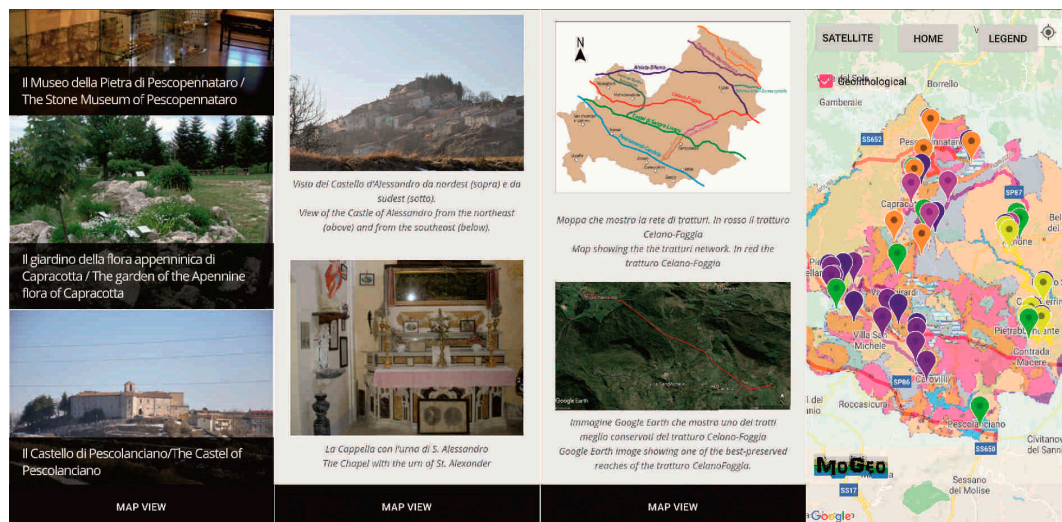 Il Museo della Pietra di Pescopennataro /
The Stone Museum of Pescopennataro
Il giardino della flora appenninica di
Capracotta / The garden of the Apennine
flora of Capracotta
Il Castello di Pescolanciano/The Castel of
Pescolanciano
MAP VIEW
Visto del Castello d'Alessandro da nordest (sopra) e da
sudest (sotto).
View of the Castle of Alessandro from the northeast
(above) and from the southeast (below).
La Cappella con l'urna di S. Alessandro
The Chapel with the urn of St. Alexander
N
Celano-Foggia
Mappa che mostra la rete di tratturi. In rosso il tratturo
Celano-Foggia
Map showing the the tratturi network. In red the
tratturo Celano-Foggia
Google Earth
Immagine Google Earth che mostra uno dei tratti
meglio conservati del tratturo Celano-Foggia
Google Earth image showing one of the best-preserved
reaches of the tratturo CelanoFoggia.
MAP VIEW
SATELLITE
HOME
LEGEND
Geolithological
Borrello
Gamberale
SS652
SP87
Villa San
Michele
Contrada
Macere
SP86
Carovilli
Roccasicura
Pescolanciano
Civitanov
del Sann
SS650
MoGeo
SS17
Sessano
del Molise
Google